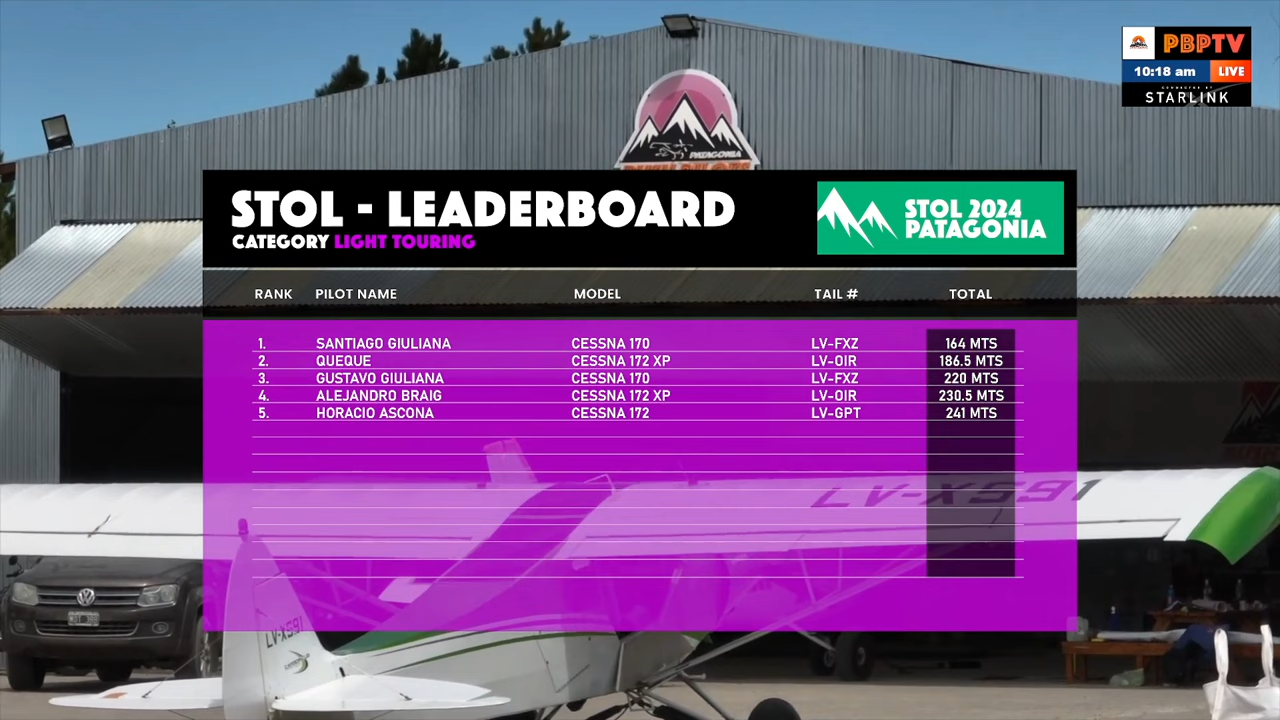 PBPTV
10:18 am LIVE
CONNECTED BY
STARLINK
PATAGONIA
STOL - LEADERBOARD
CATEGORY LIGHT TOURING
STOL 2024
PATAGONIA
RANK PILOT NAME MODEL TAIL # TOTAL
1. SANTIAGO GIULIANA CESSNA 170 LV-FXZ 164 MTS
2. QUEQUE CESSNA 172 XP LV-OIR 186.5 MTS
3. GUSTAVO GIULIANA CESSNA 170 LV-FXZ 220 MTS
4. ALEJANDRO BRAIG CESSNA 172 XP LV-OIR 230.5 MTS
5. HORACIO ASCONA CESSNA 172 LV-GPT 241 MTS
LV-X591
LV-X591